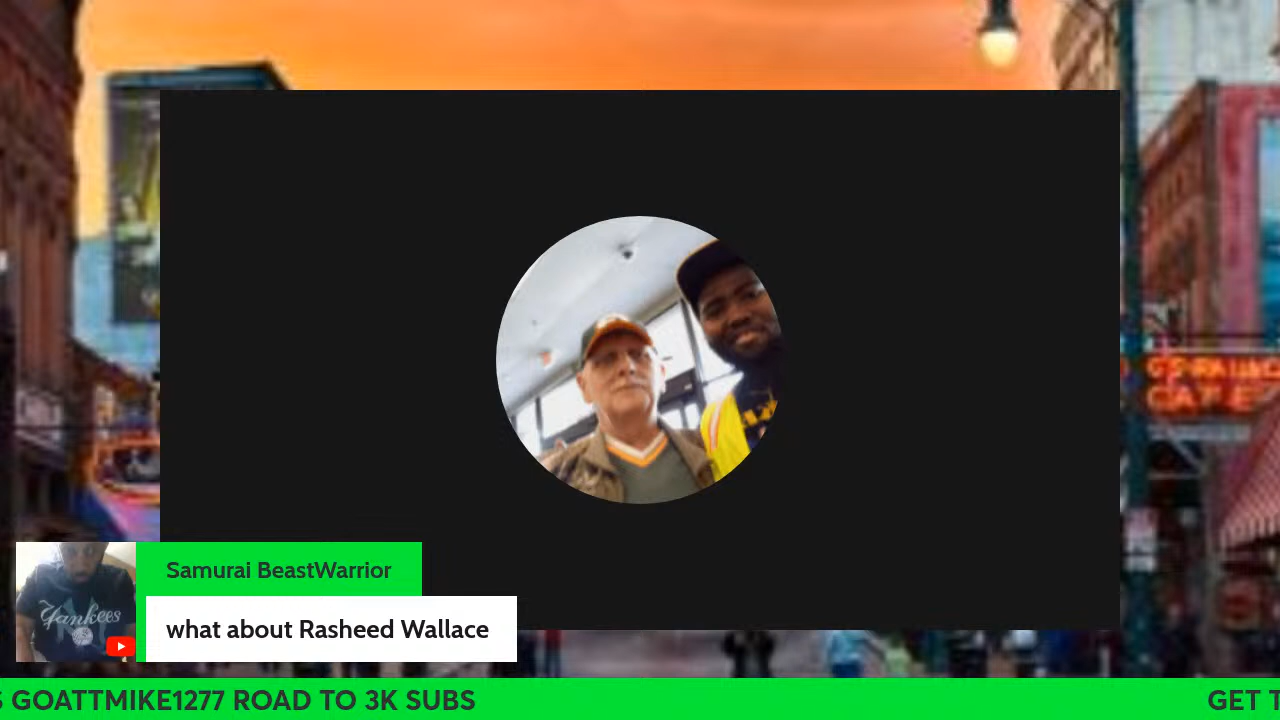 Samurai BeastWarrior
Yankees
what about Rasheed Wallace
S GOATTMIKE1277 ROAD TO 3K SUBS
GET T